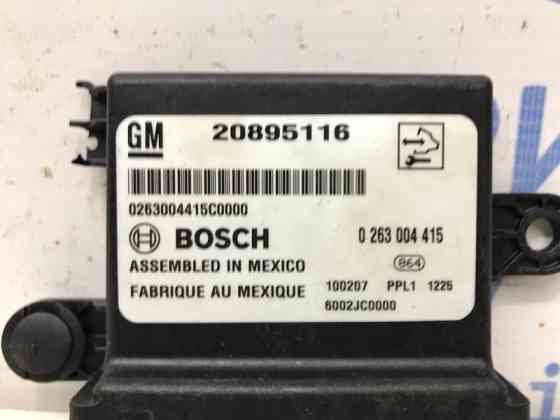 GM 20895116
0263004415C0000
BOSCH 0 263 004 415
ASSEMBLED IN MEXICO 864
FABRIQUE AU MEXIQUE 100207 PPL1 1225
6002JC0000